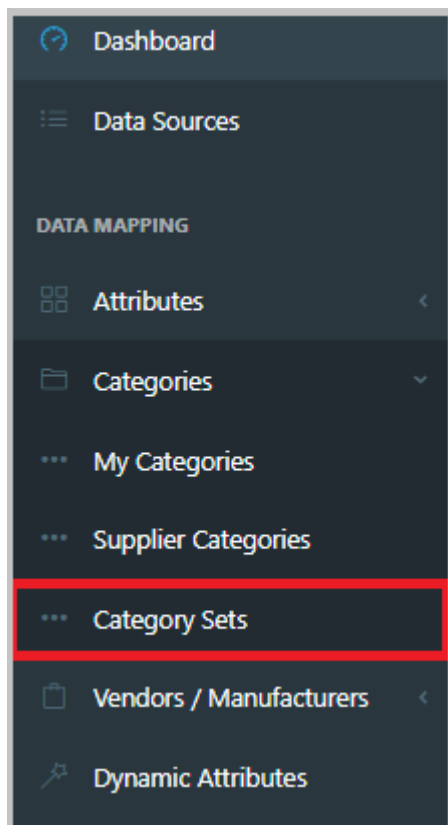 Dashboard
Data Sources
DATA MAPPING
Attributes
Categories
My Categories
Supplier Categories
Category Sets
Vendors / Manufacturers
Dynamic Attributes